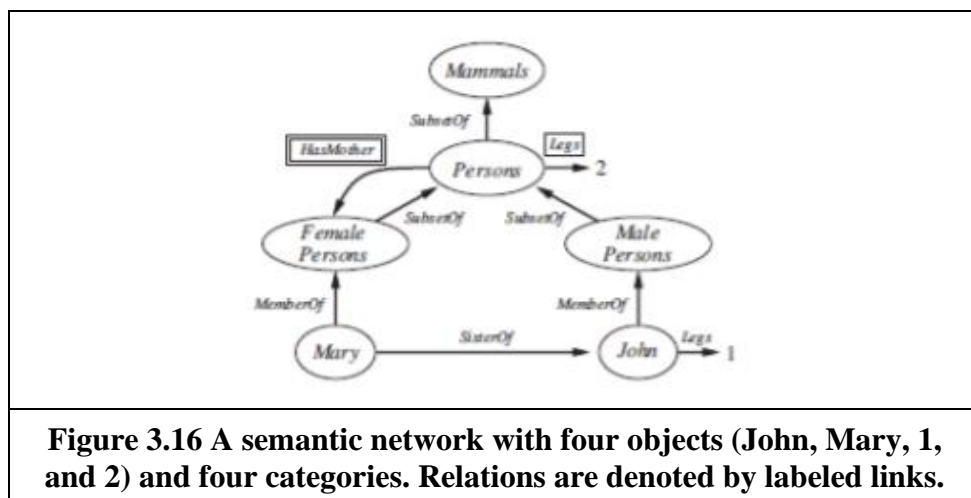 Mammals
SubsetOf
HasMother
Legs
Persons
2
SubsetOf
SubsetOf
Female
Persons
Male
Persons
MemberOf
MemberOf
Mary
SisterOf
John
Legs
1
Figure 3.16 A semantic network with four objects (John, Mary, 1,
and 2) and four categories. Relations are denoted by labeled links.